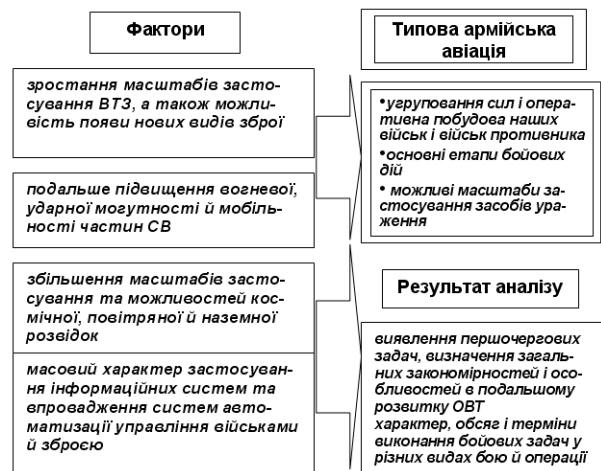 Фактори
зростання масштабів засто-
сування ВТЗ, а також можли-
вість появи нових видів зброї
подальше підвищення вогневої,
ударної могутності й мобіль-
ності частин СВ
збільшення масштабів засто-
сування та можливостей кос-
мічної, повітряної й наземної
розвідок
масовий характер застосуван-
ня інформаційних систем та
впровадження систем авто-
матизації управління військами
й зброєю
Типова армійська
авіація
•угруповання сил і опера-
тивна побудова наших
військ і військ противника
•основні етапи бойових
дій
• можливі масштаби за-
стосування засобів ура-
ження
Результат аналізу
виявлення першочергових
задач, визначення загаль-
них закономірностей і осо-
бливостей в подальшому
розвитку ОВТ
характер, обсяг і терміни
виконання бойових задач у
різних видах бою й операції